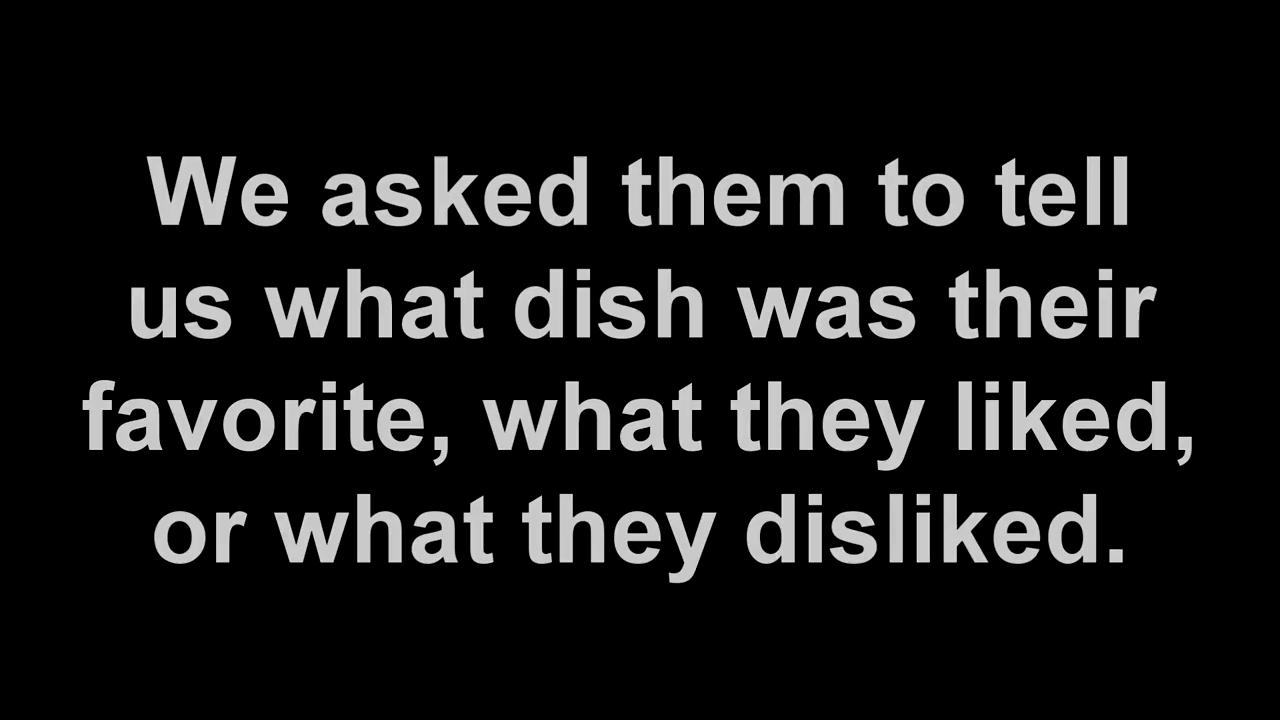 We asked them to tell
us what dish was their
favorite, what they liked,
or what they disliked.